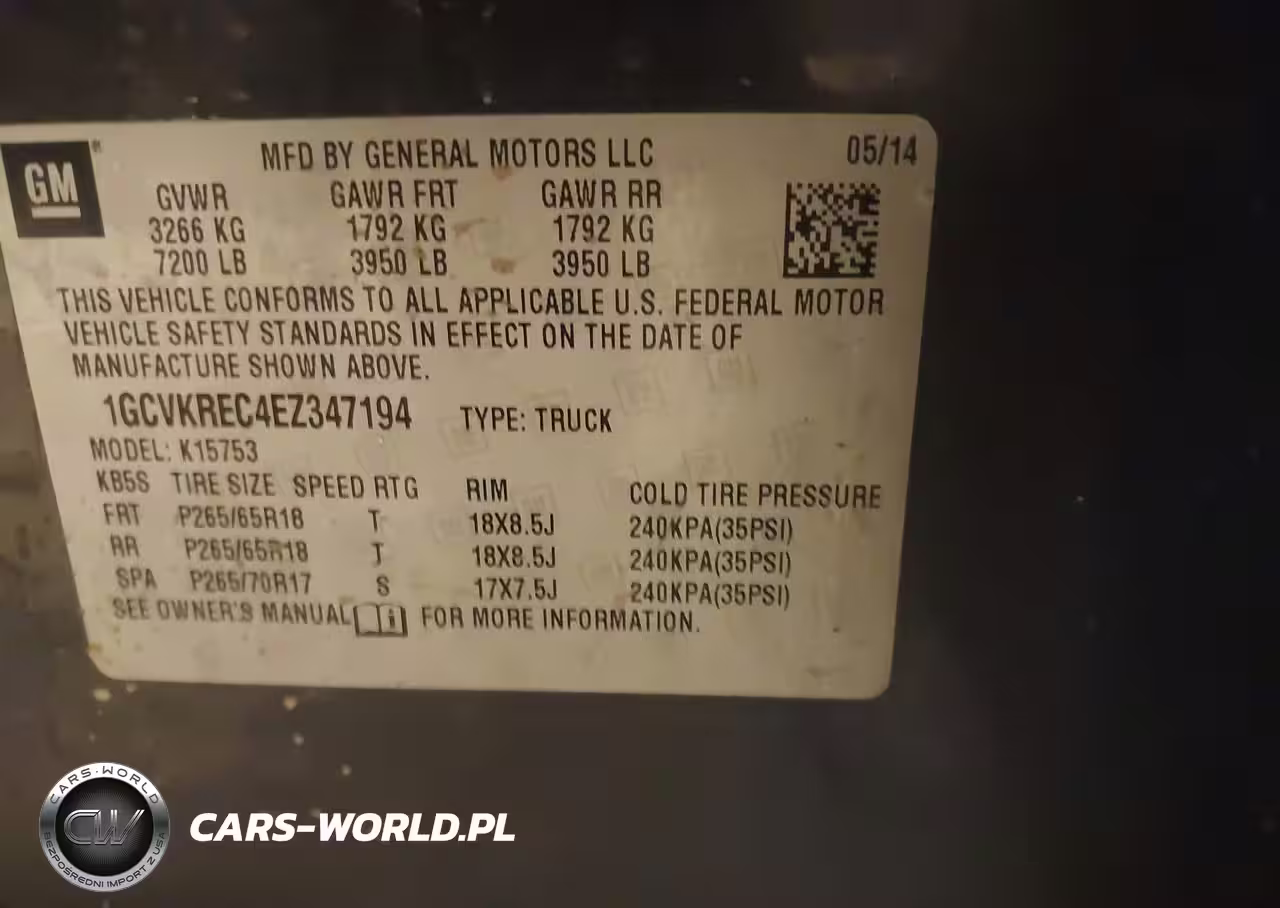 GM
MFD BY GENERAL MOTORS LLC 05/14
GVWR GAWR FRT GAWR RR
3266 KG 1792 KG 1792 KG
7200 LB 3950 LB 3950 LB
THIS VEHICLE CONFORMS TO ALL APPLICABLE U.S. FEDERAL MOTOR
VEHICLE SAFETY STANDARDS IN EFFECT ON THE DATE OF
MANUFACTURE SHOWN ABOVE.
1GCVKREC4EZ347194 TYPE: TRUCK
MODEL: K15753
KB5S TIRE SIZE SPEED RTG RIM COLD TIRE PRESSURE
FRT P265/65R18 T 18X8.5J 240KPA(35PSI)
RR P265/65R18 T 18X8.5J 240KPA(35PSI)
SPA P265/70R17 S 17X7.5J 240KPA(35PSI)
SEE OWNER'S MANUAL FOR MORE INFORMATION.
CARS-WORLD
CW
BEZPOŚREDNI IMPORT Z USA
CARS-WORLD.PL